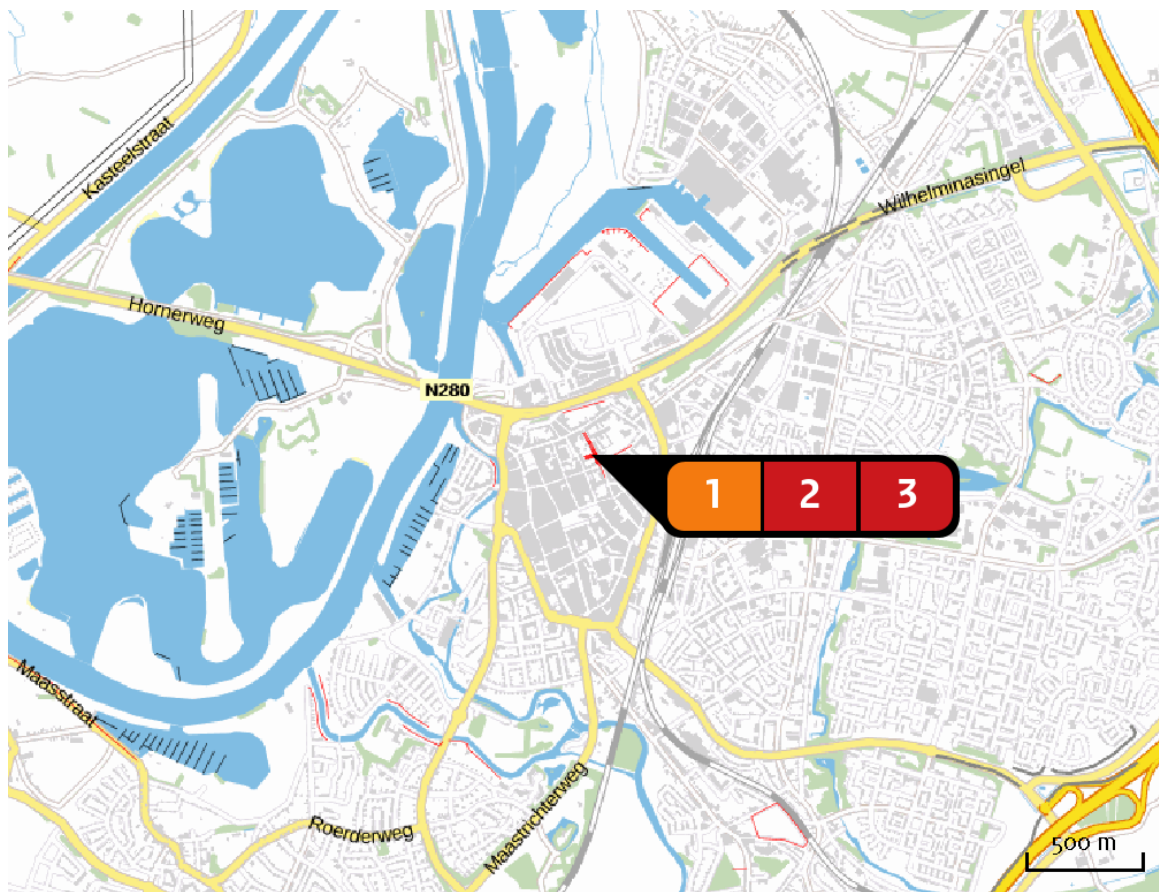 Kasteelstraat
Wilhelminasingel
Hornerweg
N280
1 2 3
Maasstraat
Roerderweg
Maastrichterweg
500 m